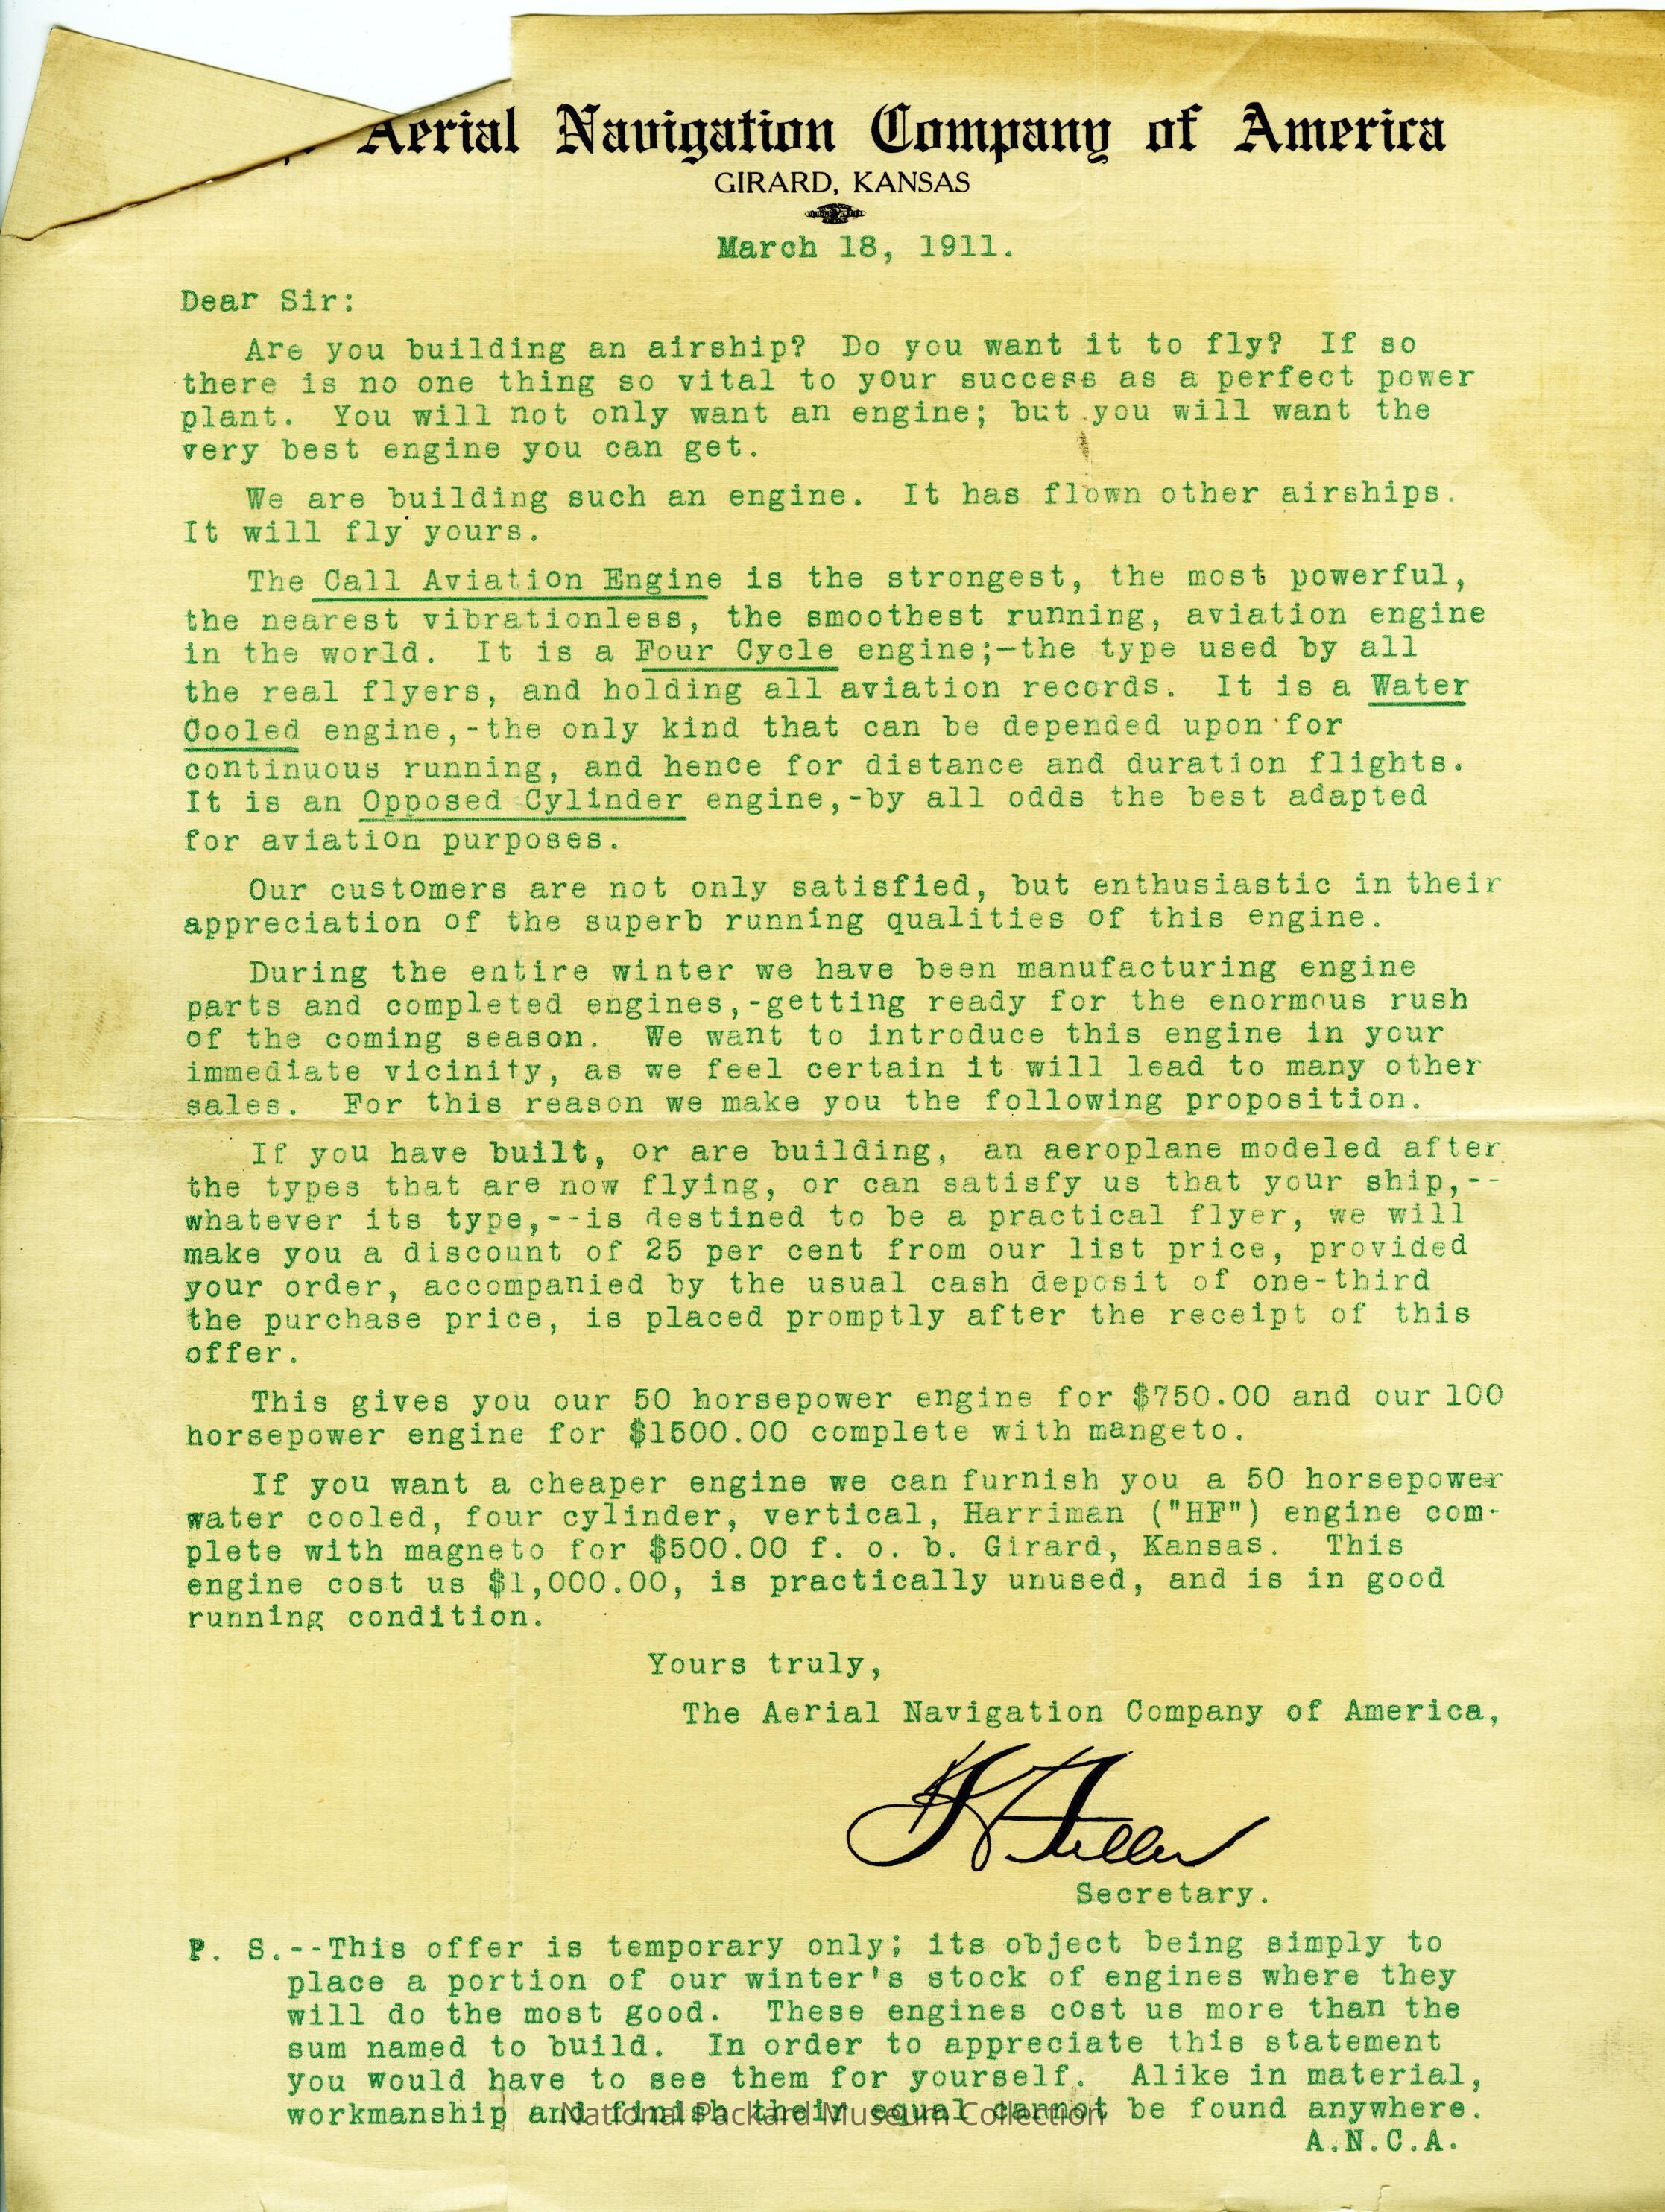 Aerial Navigation Company of America
GIRARD, KANSAS
March 18, 1911.
Dear Sir:
Are you building an airship? Do you want it to fly? If so
there is no one thing so vital to your success as a perfect power
plant. You will not only want an engine; but you will want the
very best engine you can get.
We are building such an engine. It has flown other airships.
It will fly yours.
The Call Aviation Engine is the strongest, the most powerful,
the nearest vibrationless, the smoothest running, aviation engine
in the world. It is a Four Cycle engine;-the type used by all
the real flyers, and holding all aviation records. It is a Water
Cooled engine,-the only kind that can be depended upon for
continuous running, and hence for distance and duration flights.
It is an Opposed Cylinder engine,-by all odds the best adapted
for aviation purposes.
Our customers are not only satisfied, but enthusiastic in their
appreciation of the superb running qualities of this engine.
During the entire winter we have been manufacturing engine
parts and completed engines,-getting ready for the enormous rush
of the coming season. We want to introduce this engine in your
immediate vicinity, as we feel certain it will lead to many other
sales. For this reason we make you the following proposition.
If you have built, or are building, an aeroplane modeled after
the types that are now flying, or can satisfy us that your ship,--
whatever its type,--is destined to be a practical flyer, we will
make you a discount of 25 per cent from our list price, provided
your order, accompanied by the usual cash deposit of one-third
the purchase price, is placed promptly after the receipt of this
offer.
This gives you our 50 horsepower engine for $750.00 and our 100
horsepower engine for $1500.00 complete with mangeto.
If you want a cheaper engine we can furnish you a 50 horsepower
water cooled, four cylinder, vertical, Harriman ("HF") engine com-
plete with magneto for $500.00 f. o. b. Girard, Kansas. This
engine cost us $1,000.00, is practically unused, and is in good
running condition.
Yours truly,
The Aerial Navigation Company of America,
Secretary.
P. S.--This offer is temporary only; its object being simply to
place a portion of our winter's stock of engines where they
will do the most good. These engines cost us more than the
sum named to build. In order to appreciate this statement
you would have to see them for yourself. Alike in material,
workmanship and finish their equal cannot be found anywhere.
National Packard Museum Collection
A.N.C.A.